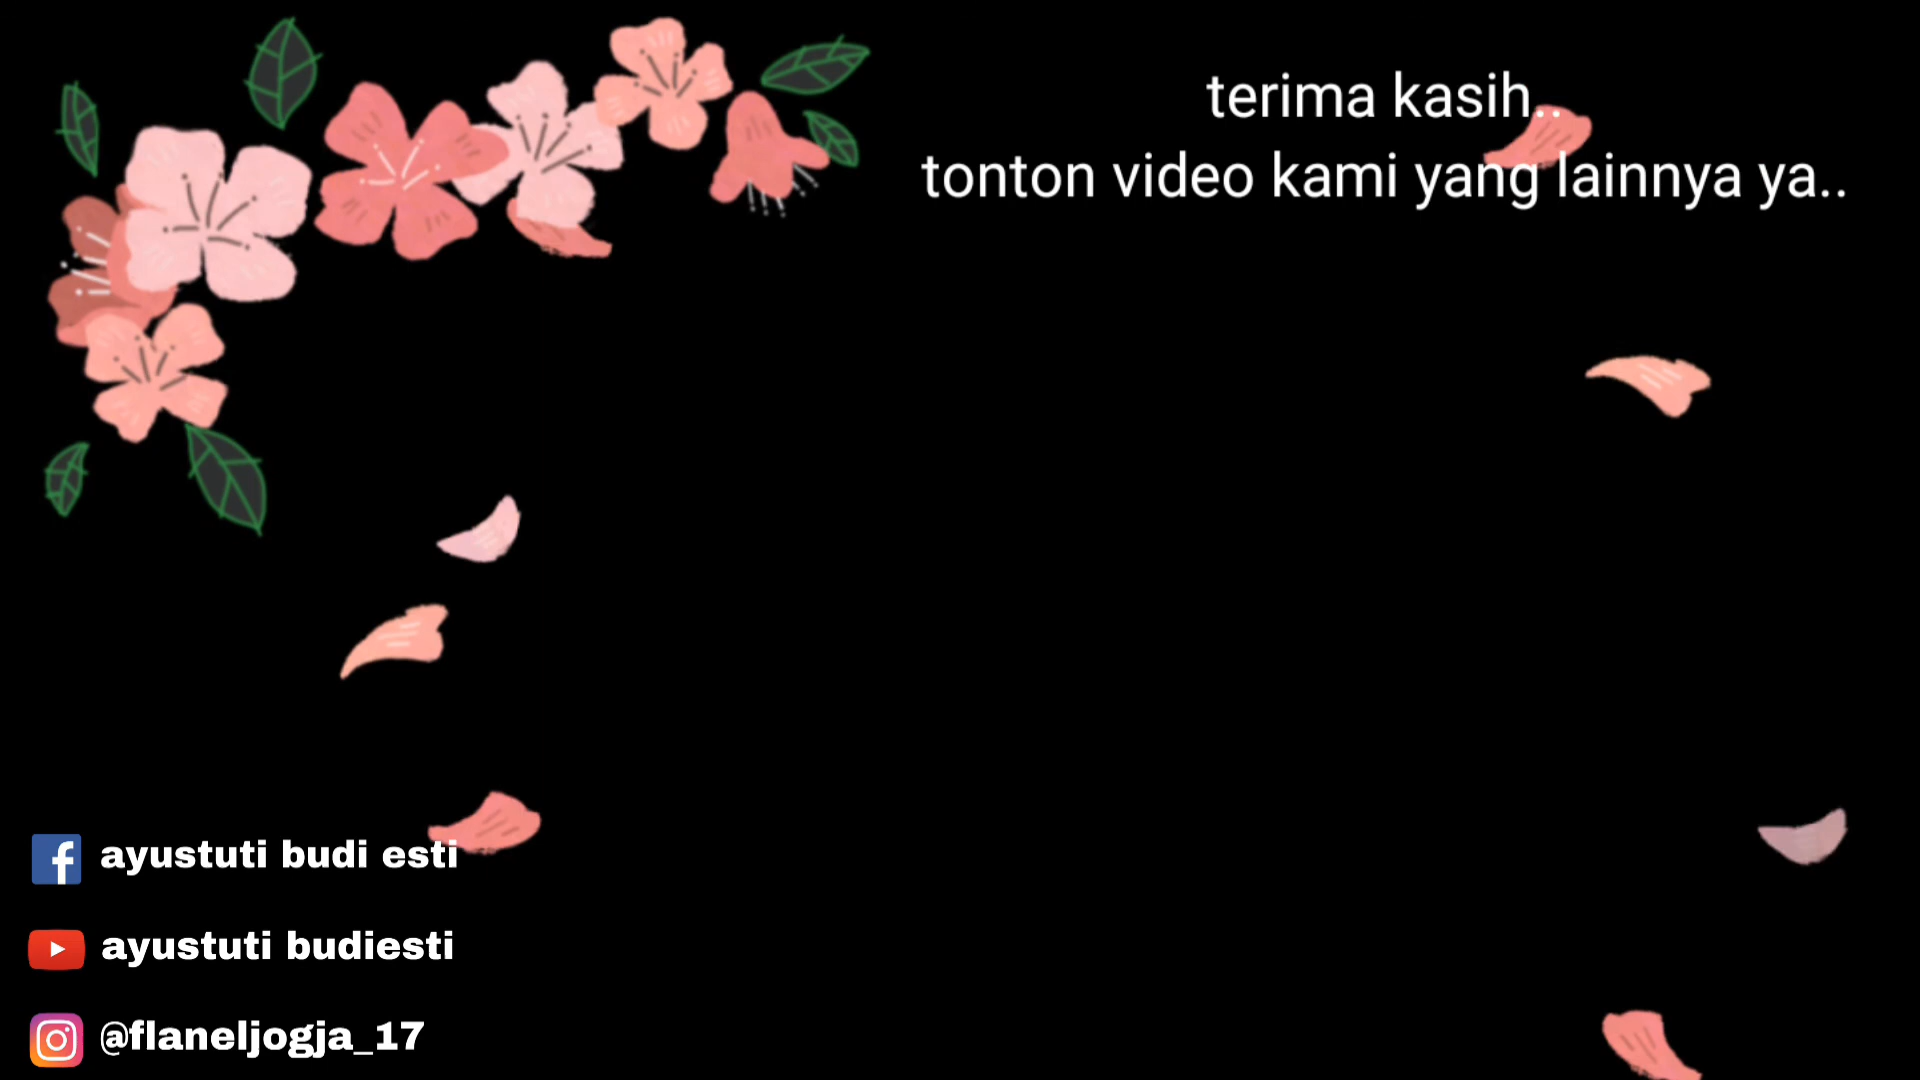 terima kasih..
tonton video kami yang lainnya ya..
ayustuti budi esti
ayustuti budiesti
@flaneljogja_17